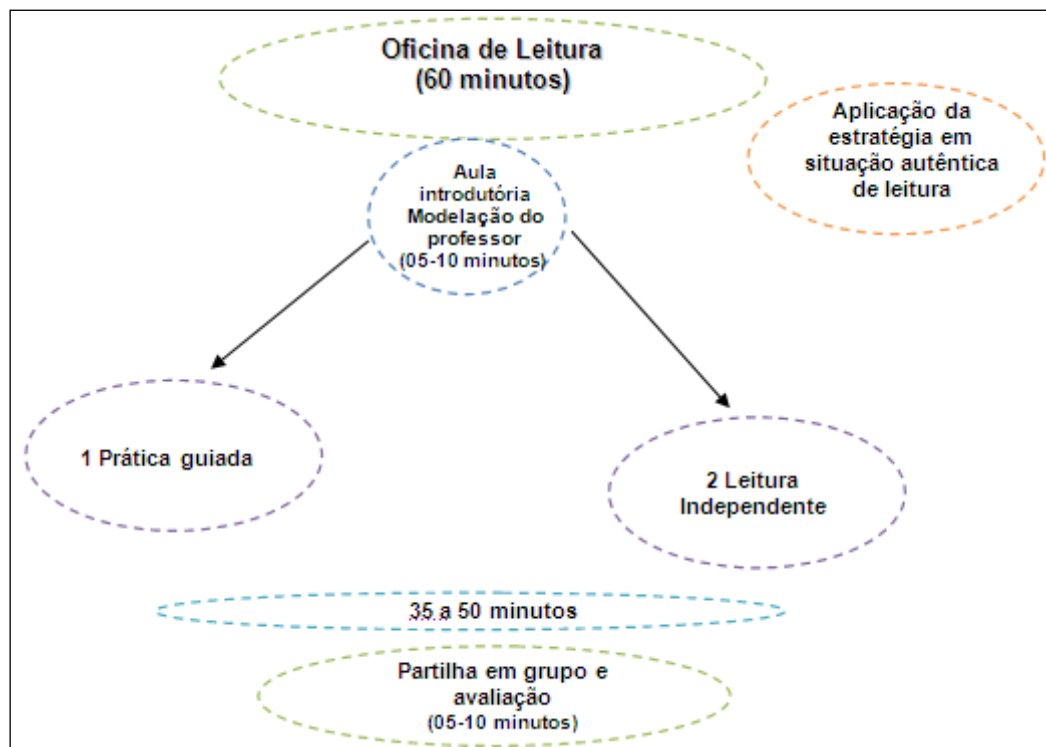 Oficina de Leitura
(60 minutos)
Aplicação da
estratégia em
situação autêntica
de leitura
Aula
introdutória
Modelação do
professor
(05-10 minutos)
1 Prática guiada
2 Leitura
Independente
35 a 50 minutos
Partilha em grupo e
avaliação
(05-10 minutos)